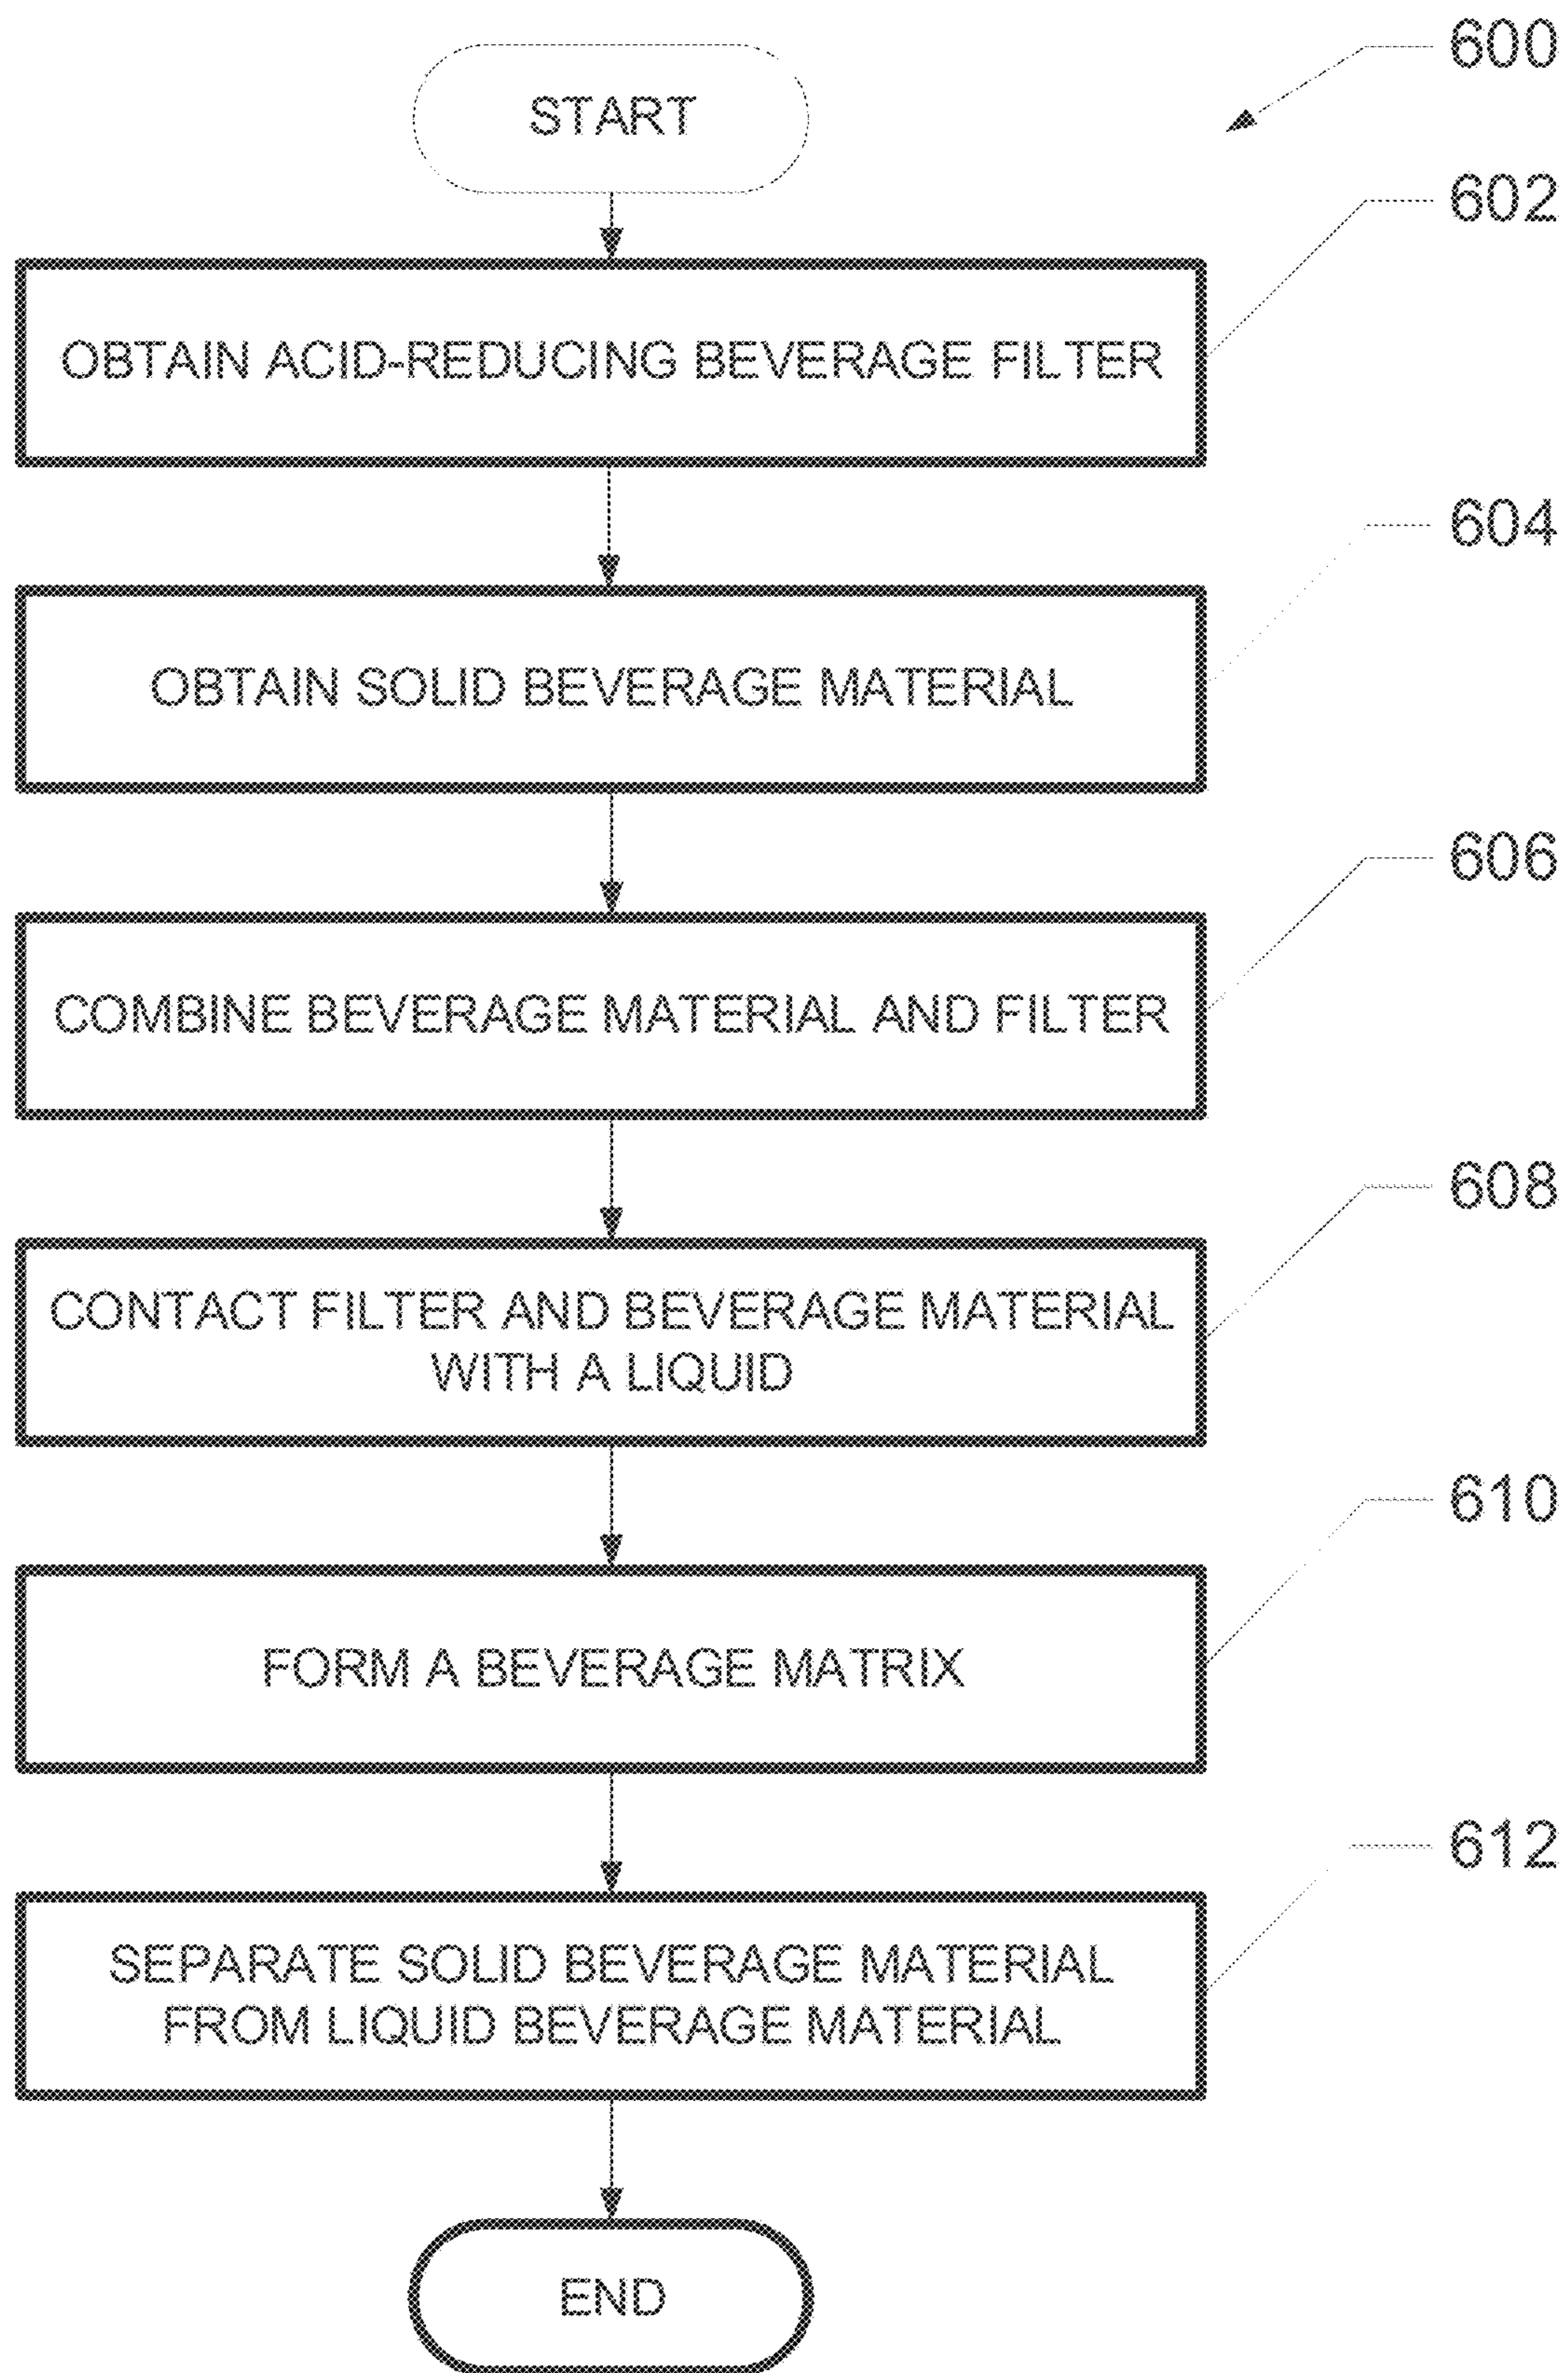 START
600
602
OBTAIN ACID-REDUCING BEVERAGE FILTER
604
OBTAIN SOLID BEVERAGE MATERIAL
606
COMBINE BEVERAGE MATERIAL AND FILTER
608
CONTACT FILTER AND BEVERAGE MATERIAL
WITH A LIQUID
610
FORM A BEVERAGE MATRIX
612
SEPARATE SOLID BEVERAGE MATERIAL
FROM LIQUID BEVERAGE MATERIAL
END